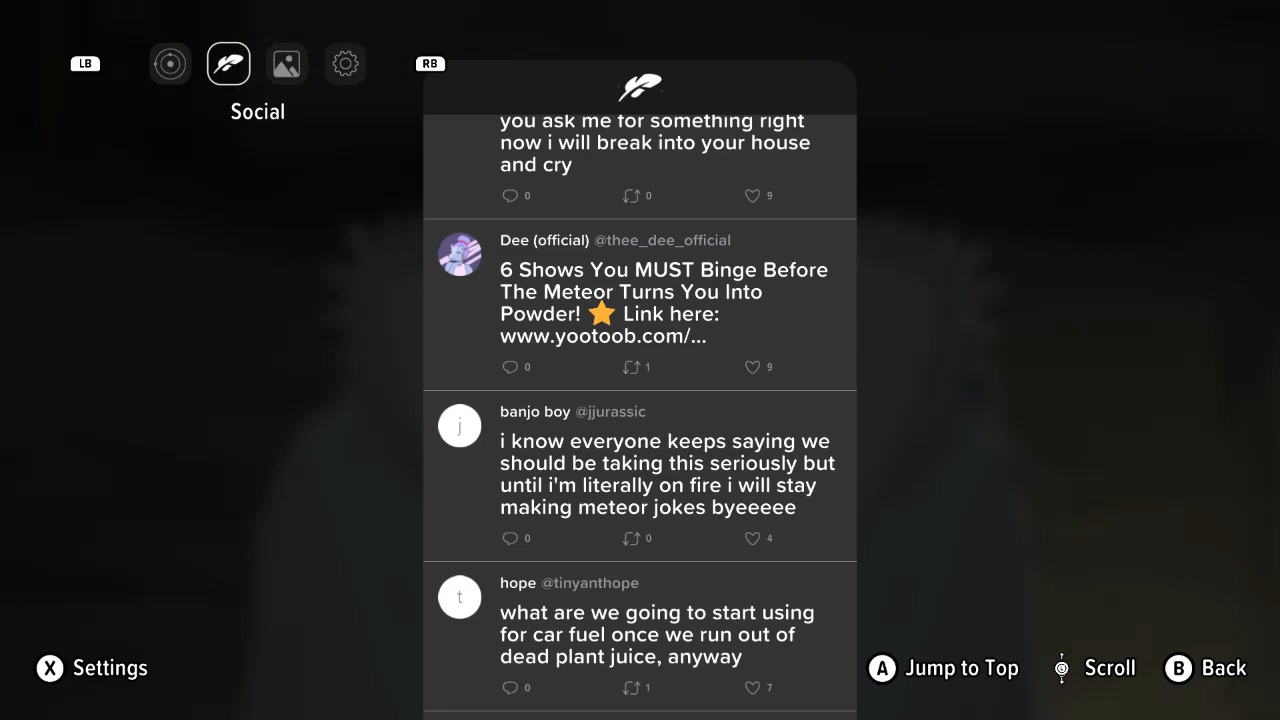 LB
RB
Social
you ask me for something right
now i will break into your house
and cry
0 0 9
Dee (official) @thee_dee_official
6 Shows You MUST Binge Before
The Meteor Turns You Into
Powder! ⭐ Link here:
www.yootoob.com/...
0 1 9
j
banjo boy @jjurassic
i know everyone keeps saying we
should be taking this seriously but
until i'm literally on fire i will stay
making meteor jokes byeeeee
0 0 4
t
hope @tinyanthope
what are we going to start using
for car fuel once we run out of
dead plant juice, anyway
0 1 7
X Settings
A Jump to Top
Scroll
B Back